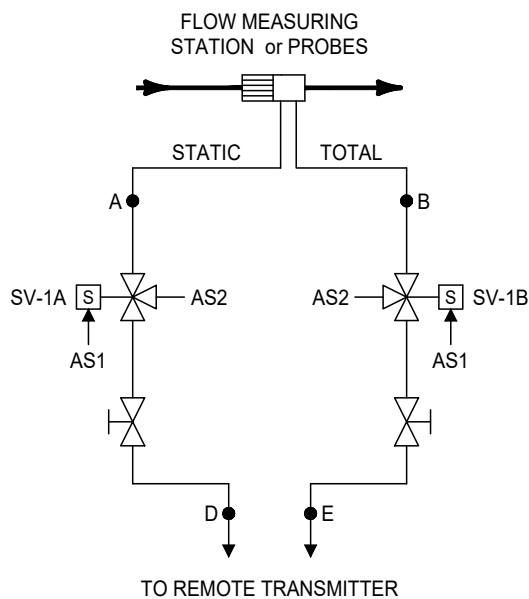 FLOW MEASURING
STATION or PROBES
STATIC
TOTAL
A
B
SV-1A
S
AS2
AS2
S
SV-1B
AS1
AS1
D
E
TO REMOTE TRANSMITTER